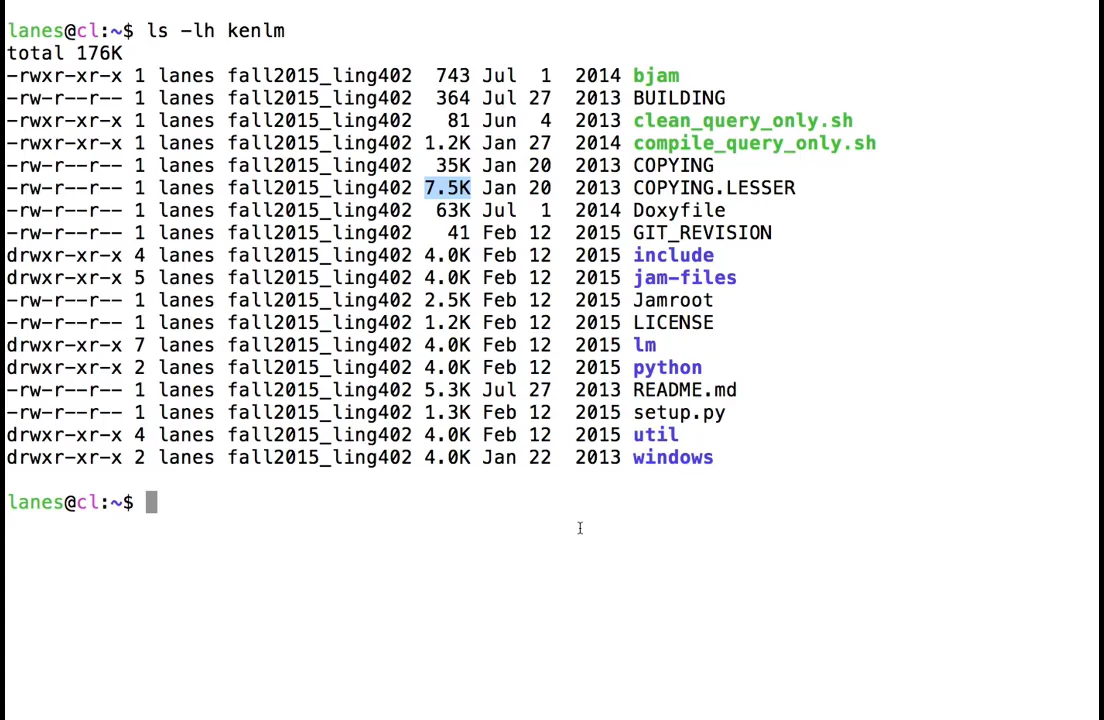 lanes@cl:~$ ls -lh kenlm
total 176K
-rwxr-xr-x 1 lanes fall2015_ling402  743 Jul  1  2014 bjam
-rw-r--r-- 1 lanes fall2015_ling402  364 Jul 27  2013 BUILDING
-rw-r--r-- 1 lanes fall2015_ling402   81 Jun  4  2013 clean_query_only.sh
-rw-r--r-- 1 lanes fall2015_ling402 1.2K Jan 27  2014 compile_query_only.sh
-rw-r--r-- 1 lanes fall2015_ling402  35K Jan 20  2013 COPYING
-rw-r--r-- 1 lanes fall2015_ling402 7.5K Jan 20  2013 COPYING.LESSER
-rw-r--r-- 1 lanes fall2015_ling402  63K Jul  1  2014 Doxyfile
-rw-r--r-- 1 lanes fall2015_ling402   41 Feb 12  2015 GIT_REVISION
drwxr-xr-x 4 lanes fall2015_ling402 4.0K Feb 12  2015 include
drwxr-xr-x 5 lanes fall2015_ling402 4.0K Feb 12  2015 jam-files
-rw-r--r-- 1 lanes fall2015_ling402 2.5K Feb 12  2015 Jamroot
-rw-r--r-- 1 lanes fall2015_ling402 1.2K Feb 12  2015 LICENSE
drwxr-xr-x 7 lanes fall2015_ling402 4.0K Feb 12  2015 lm
drwxr-xr-x 2 lanes fall2015_ling402 4.0K Feb 12  2015 python
-rw-r--r-- 1 lanes fall2015_ling402 5.3K Jul 27  2013 README.md
-rw-r--r-- 1 lanes fall2015_ling402 1.3K Feb 12  2015 setup.py
drwxr-xr-x 4 lanes fall2015_ling402 4.0K Feb 12  2015 util
drwxr-xr-x 2 lanes fall2015_ling402 4.0K Jan 22  2013 windows
lanes@cl:~$